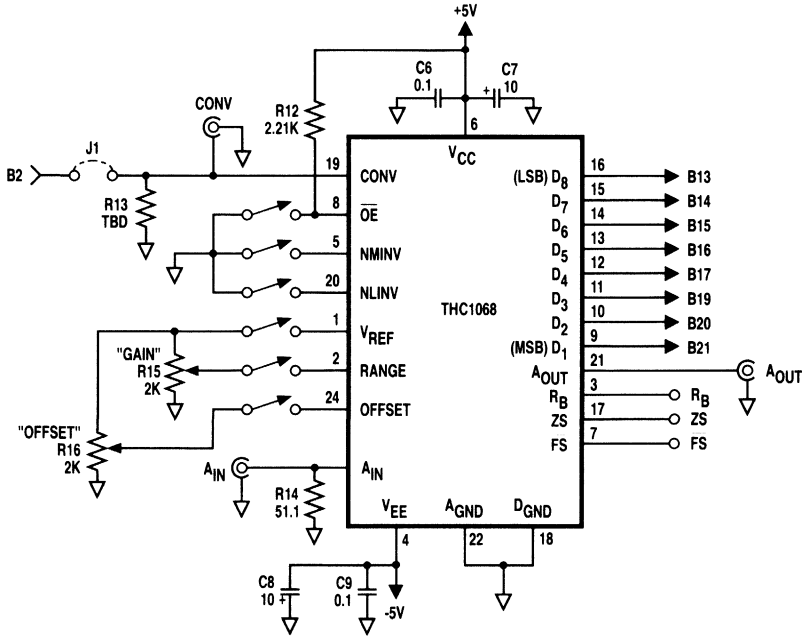 +5V
C6
0.1
C7
+ 10
6
CONV
R12
2.21K
J1
B2
R13
TBD
19
8
5
20
1
2
24
VCC
CONV
OE
NMINV
NLINV
VREF
RANGE
OFFSET
AIN
THC1068
(LSB) D8
D7
D6
D5
D4
D3
D2
(MSB) D1
AOUT
RB
ZS
FS
16
15
14
13
12
11
10
9
21
3
17
7
B13
B14
B15
B16
B17
B19
B20
B21
AOUT
RB
ZS
FS
"GAIN"
R15
2K
"OFFSET"
R16
2K
AIN
R14
51.1
VEE
AGND
DGND
4
22
18
C8
10 +
C9
0.1
-5V